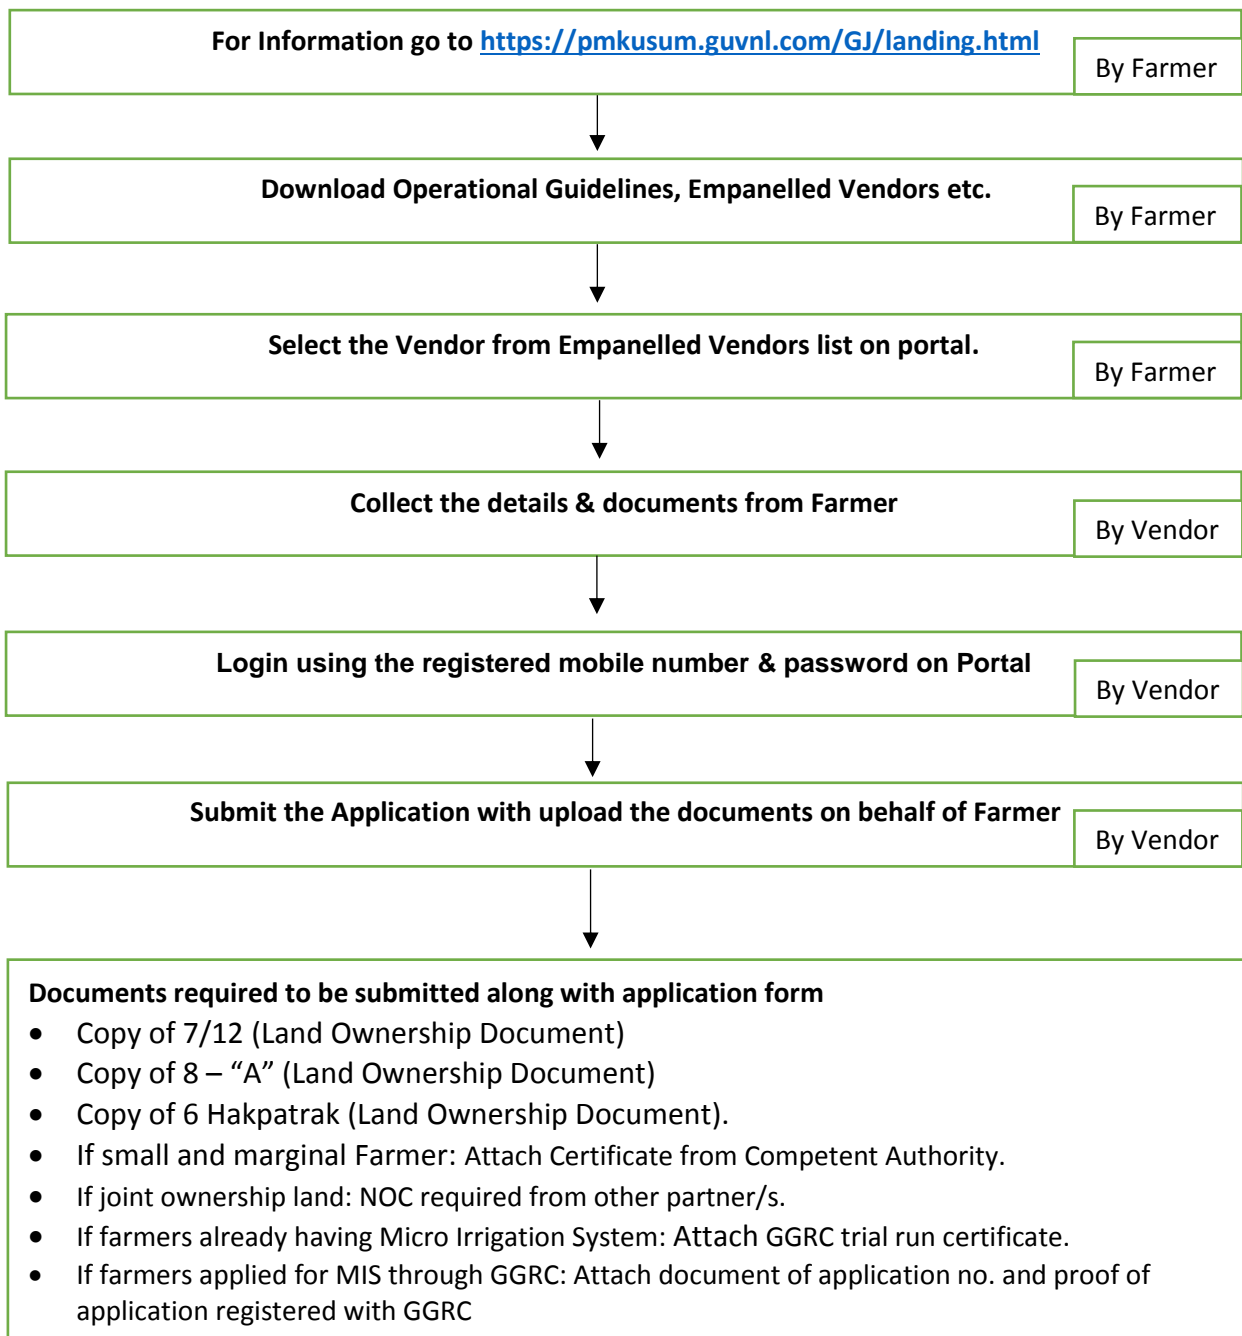 For Information go to https://pmkusum.guvnl.com/GJ/landing.html
By Farmer
Download Operational Guidelines, Empanelled Vendors etc.
By Farmer
Select the Vendor from Empanelled Vendors list on portal.
By Farmer
Collect the details & documents from Farmer
By Vendor
Login using the registered mobile number & password on Portal
By Vendor
Submit the Application with upload the documents on behalf of Farmer
By Vendor
Documents required to be submitted along with application form
• Copy of 7/12 (Land Ownership Document)
• Copy of 8 – “A” (Land Ownership Document)
• Copy of 6 Hakpatrak (Land Ownership Document).
• If small and marginal Farmer: Attach Certificate from Competent Authority.
• If joint ownership land: NOC required from other partner/s.
• If farmers already having Micro Irrigation System: Attach GGRC trial run certificate.
• If farmers applied for MIS through GGRC: Attach document of application no. and proof of
application registered with GGRC